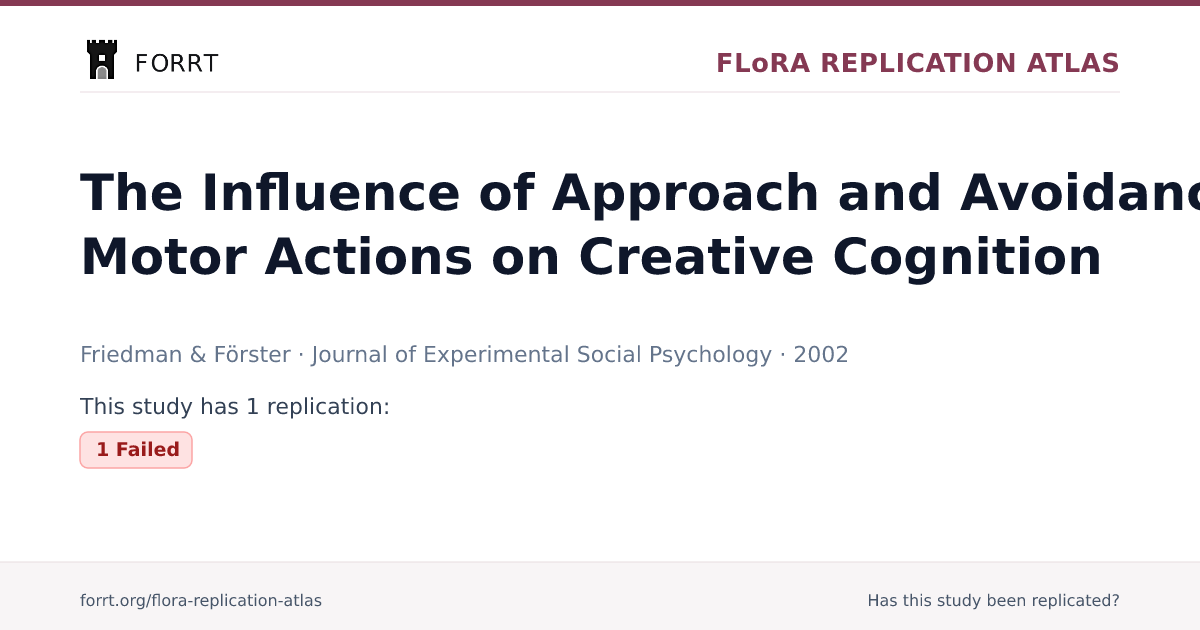 FORRT
FLoRA REPLICATION ATLAS
The Influence of Approach and Avoidanc
Motor Actions on Creative Cognition
Friedman & Förster · Journal of Experimental Social Psychology · 2002
This study has 1 replication:
1 Failed
forrt.org/flora-replication-atlas
Has this study been replicated?